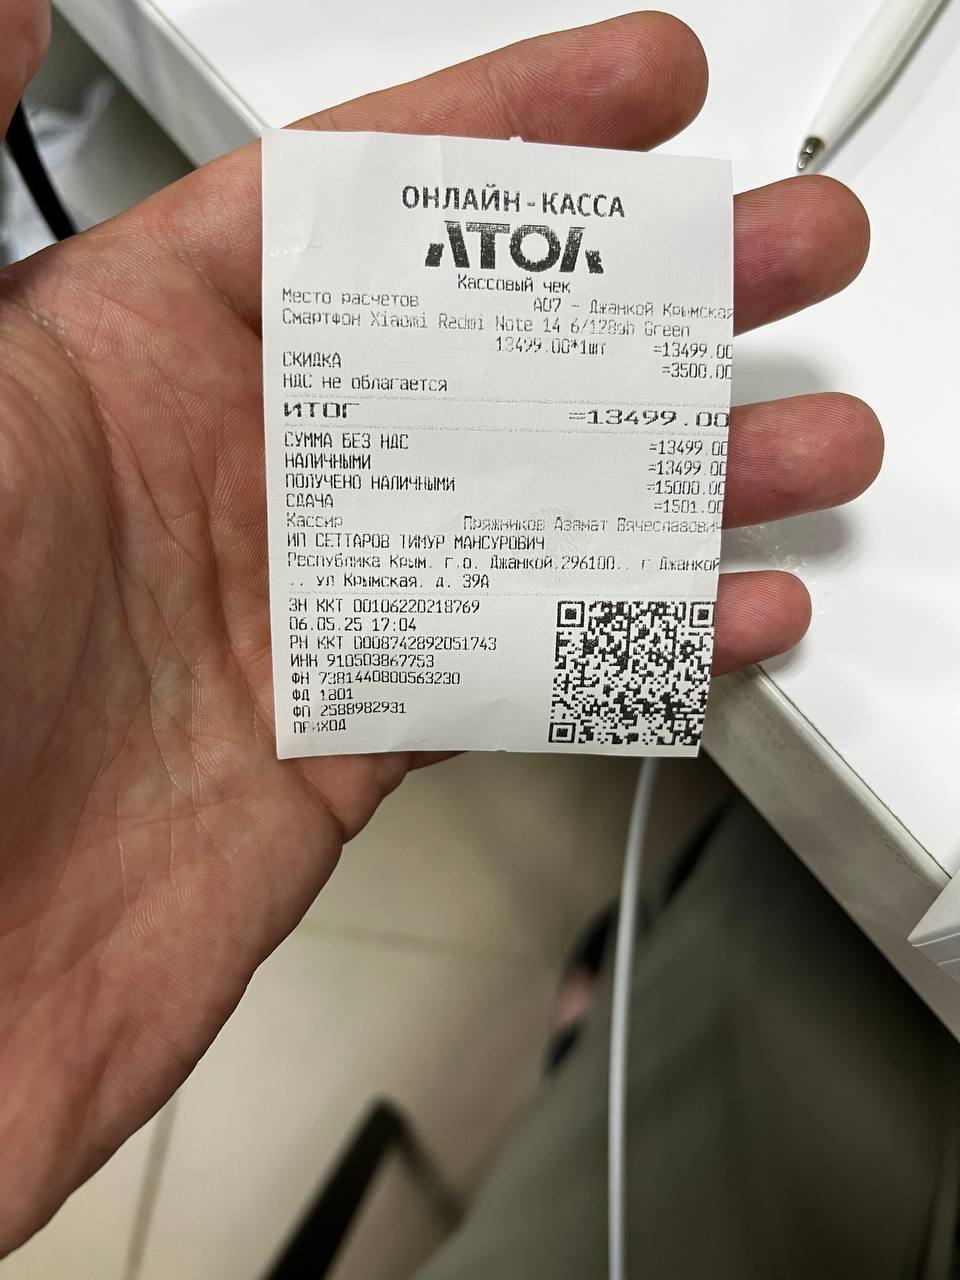 ОНЛАЙН-КАССА
АТОЛ
Кассовый чек
Место расчетов А07 - Джанкой Крымская
Смартфон Xiaomi Redmi Note 14 6/128gb Green
13499.00*1шт =13499.00
СКИДКА =3500.00
НДС не облагается
ИТОГ =13499.00
СУММА БЕЗ НДС =13499.00
НАЛИЧНЫМИ =13499.00
ПОЛУЧЕНО НАЛИЧНЫМИ =15000.00
СДАЧА =1501.00
Кассир Пряжников Азамат Вячеславович
ИП СЕТТАРОВ ТИМУР МАНСУРОВИЧ
Республика Крым, г.о. Джанкой,296100,, г Джанкой
,, ул Крымская, д. 39А
ЗН ККТ 00106220218769
06.05.25 17:04
РН ККТ 0008742892051743
ИНН 910503867753
ФН 7381440800563230
ФД 1801
ФП 2588982931
ПРИХОД